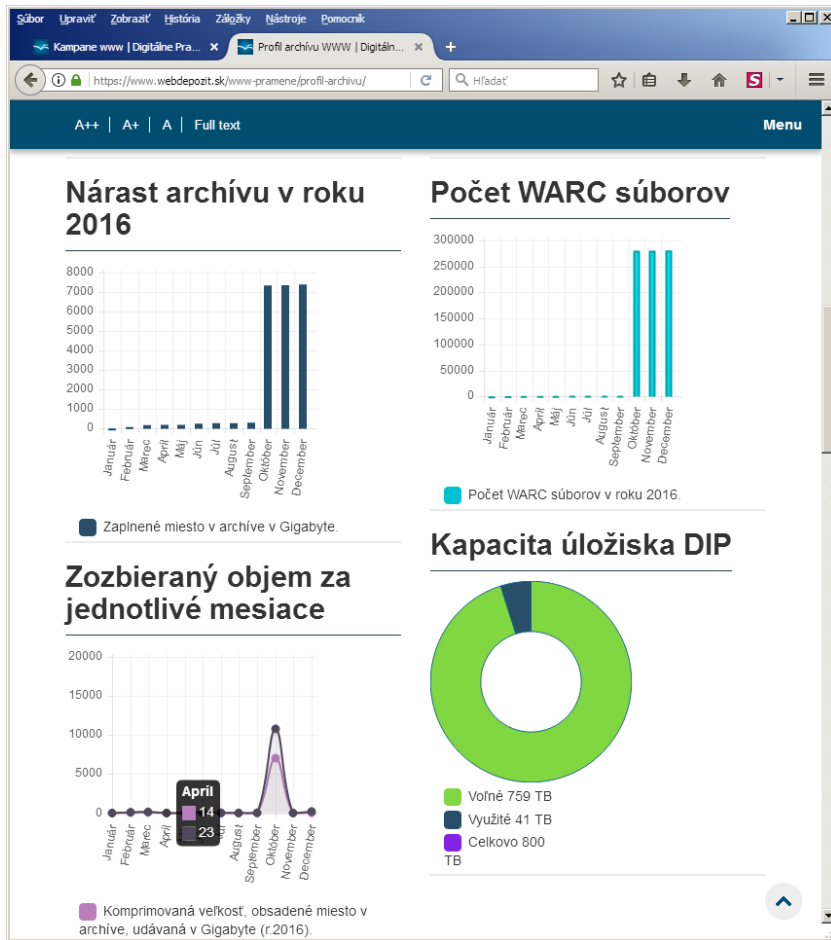 Súbor Upraviť Zobraziť História Záložky Nástroje Pomocník
Kampane www | Digitálne Pra...
Profil archívu WWW | Digitáln...
https://www.webdepozit.sk/www-pramene/profil-archivu/
Hľadať
S
A++ | A+ | A | Full text
Menu
Nárast archívu v roku
2016
8000
7000
6000
5000
4000
3000
2000
1000
0
Január
Február
Marec
Apríl
Máj
Jún
Júl
August
September
Október
November
December
Zaplnené miesto v archíve v Gigabyte.
Zozbieraný objem za
jednotlivé mesiace
20000
15000
10000
5000
0
Apríl
14
23
Január
Február
Marec
Apríl
August
September
Október
November
December
Komprimovaná veľkosť, obsadené miesto v
archíve, udávaná v Gigabyte (r.2016).
Počet WARC súborov
300000
250000
200000
150000
100000
50000
0
Január
Február
Marec
Apríl
Máj
Jún
Júl
August
September
Október
November
December
Počet WARC súborov v roku 2016.
Kapacita úložiska DIP
Voľné 759 TB
Využité 41 TB
Celkovo 800
TB